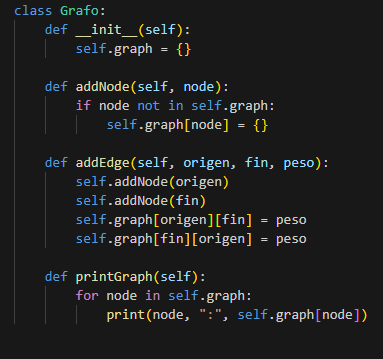 class Grafo:
    def __init__(self):
        self.graph = {}
    def addNode(self, node):
        if node not in self.graph:
            self.graph[node] = {}
    def addEdge(self, origen, fin, peso):
        self.addNode(origen)
        self.addNode(fin)
        self.graph[origen][fin] = peso
        self.graph[fin][origen] = peso
    def printGraph(self):
        for node in self.graph:
            print(node, ":", self.graph[node])